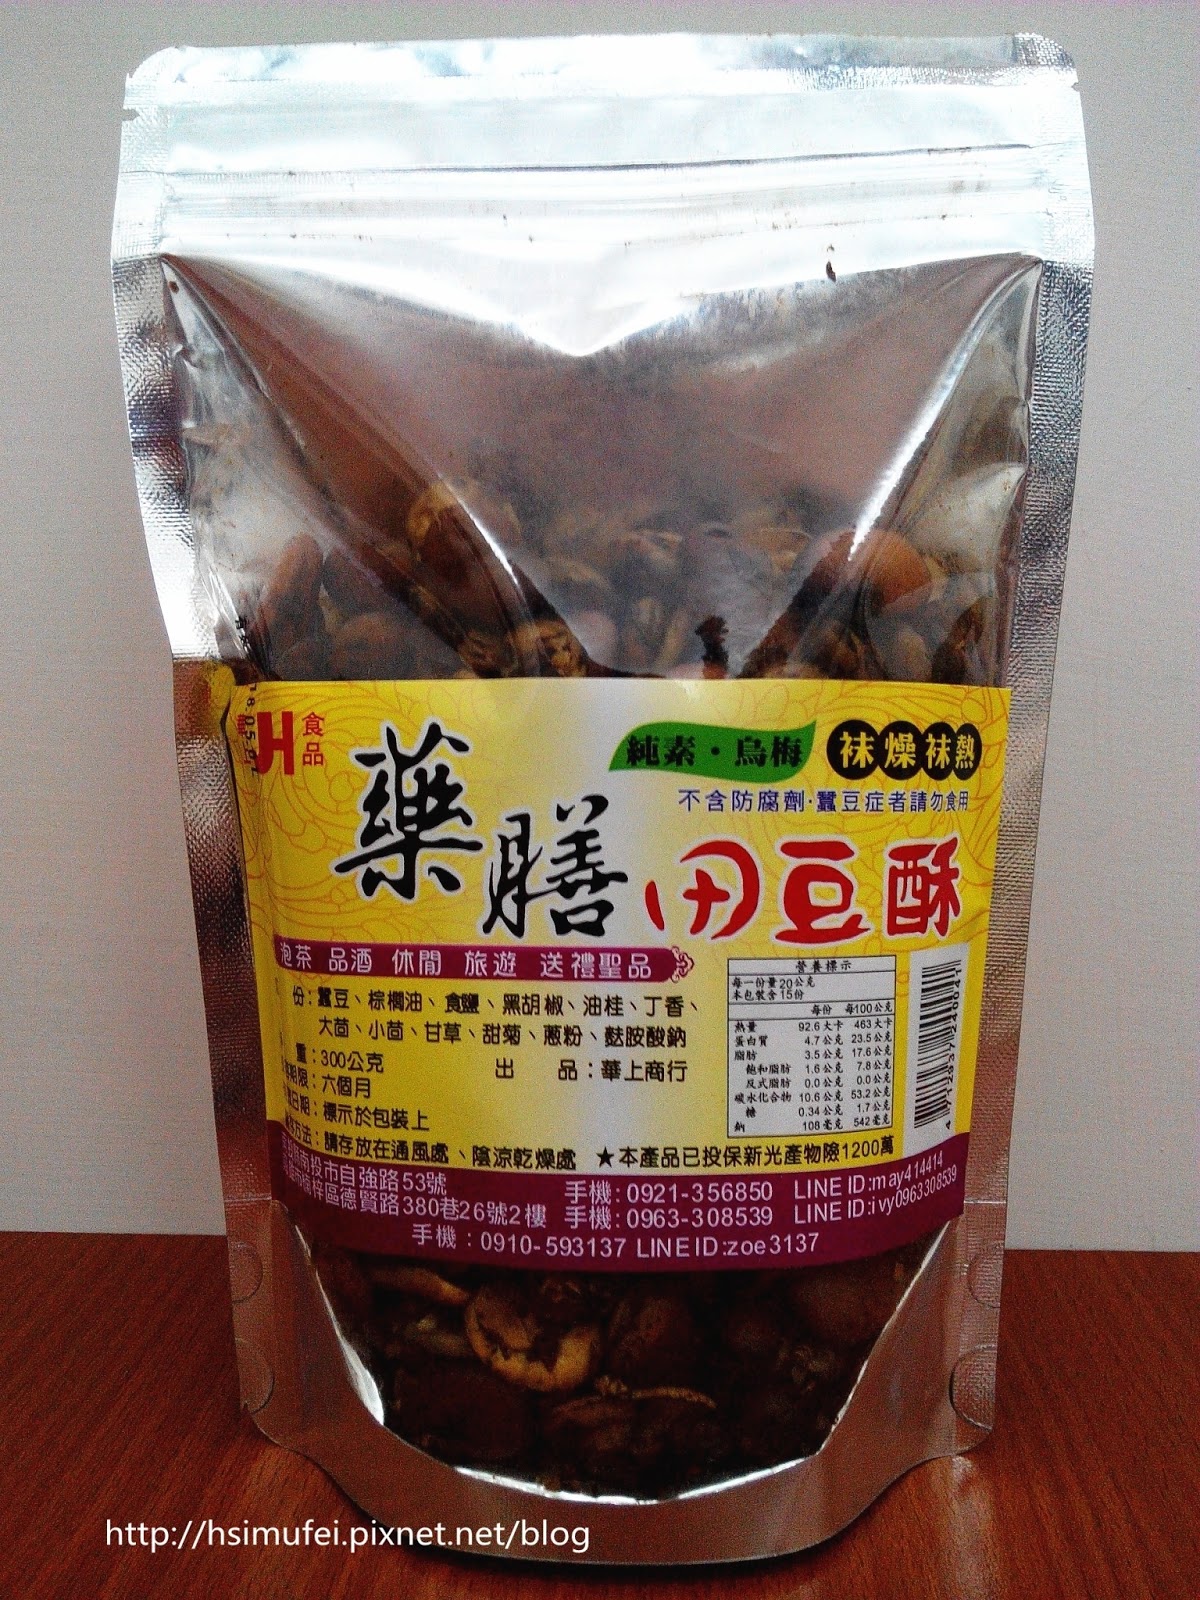 H 食品
純素・烏梅
袜燥袜熱
不含防腐劑・蠶豆症者請勿食用
藥膳田豆酥
泡茶 品酒 休閒 旅遊 送禮聖品
份：蠶豆、棕櫚油、食鹽、黑胡椒、油桂、丁香、
大茴、小茴、甘草、甜菊、蔥粉、麩胺酸鈉
重：300公克 出 品：華上商行
期限：六個月
日期：標示於包裝上
方法：請存放在通風處、陰涼乾燥處 ★本產品已投保新光產物險1200萬
營養標示
每一份量20公克
本包裝含15份
每份 每100公克
熱量 92.6大卡 463大卡
蛋白質 4.7公克 23.5公克
脂肪 3.5公克 17.6公克
飽和脂肪 1.6公克 7.8公克
反式脂肪 0.0公克 0.0公克
碳水化合物 10.6公克 53.2公克
糖 0.34公克 1.7公克
鈉 108毫克 542毫克
南投市自強路53號 手機：0921-356850 LINE ID:may414414
楠梓區德賢路380巷26號2樓 手機：0963-308539 LINE ID:ivy0963308539
手機：0910-593137 LINE ID:zoe3137
http://hsimufei.pixnet.net/blog